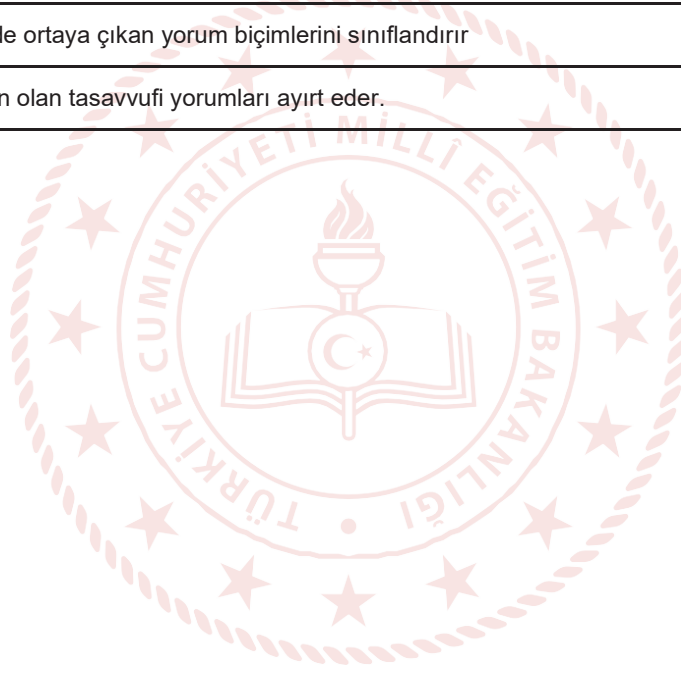 le ortaya çıkan yorum biçimlerini sınıflandırır
n olan tasavvufi yorumları ayırt eder.
TÜRKİYE CUMHURİYETİ MİLLÎ EĞİTİM BAKANLIĞI